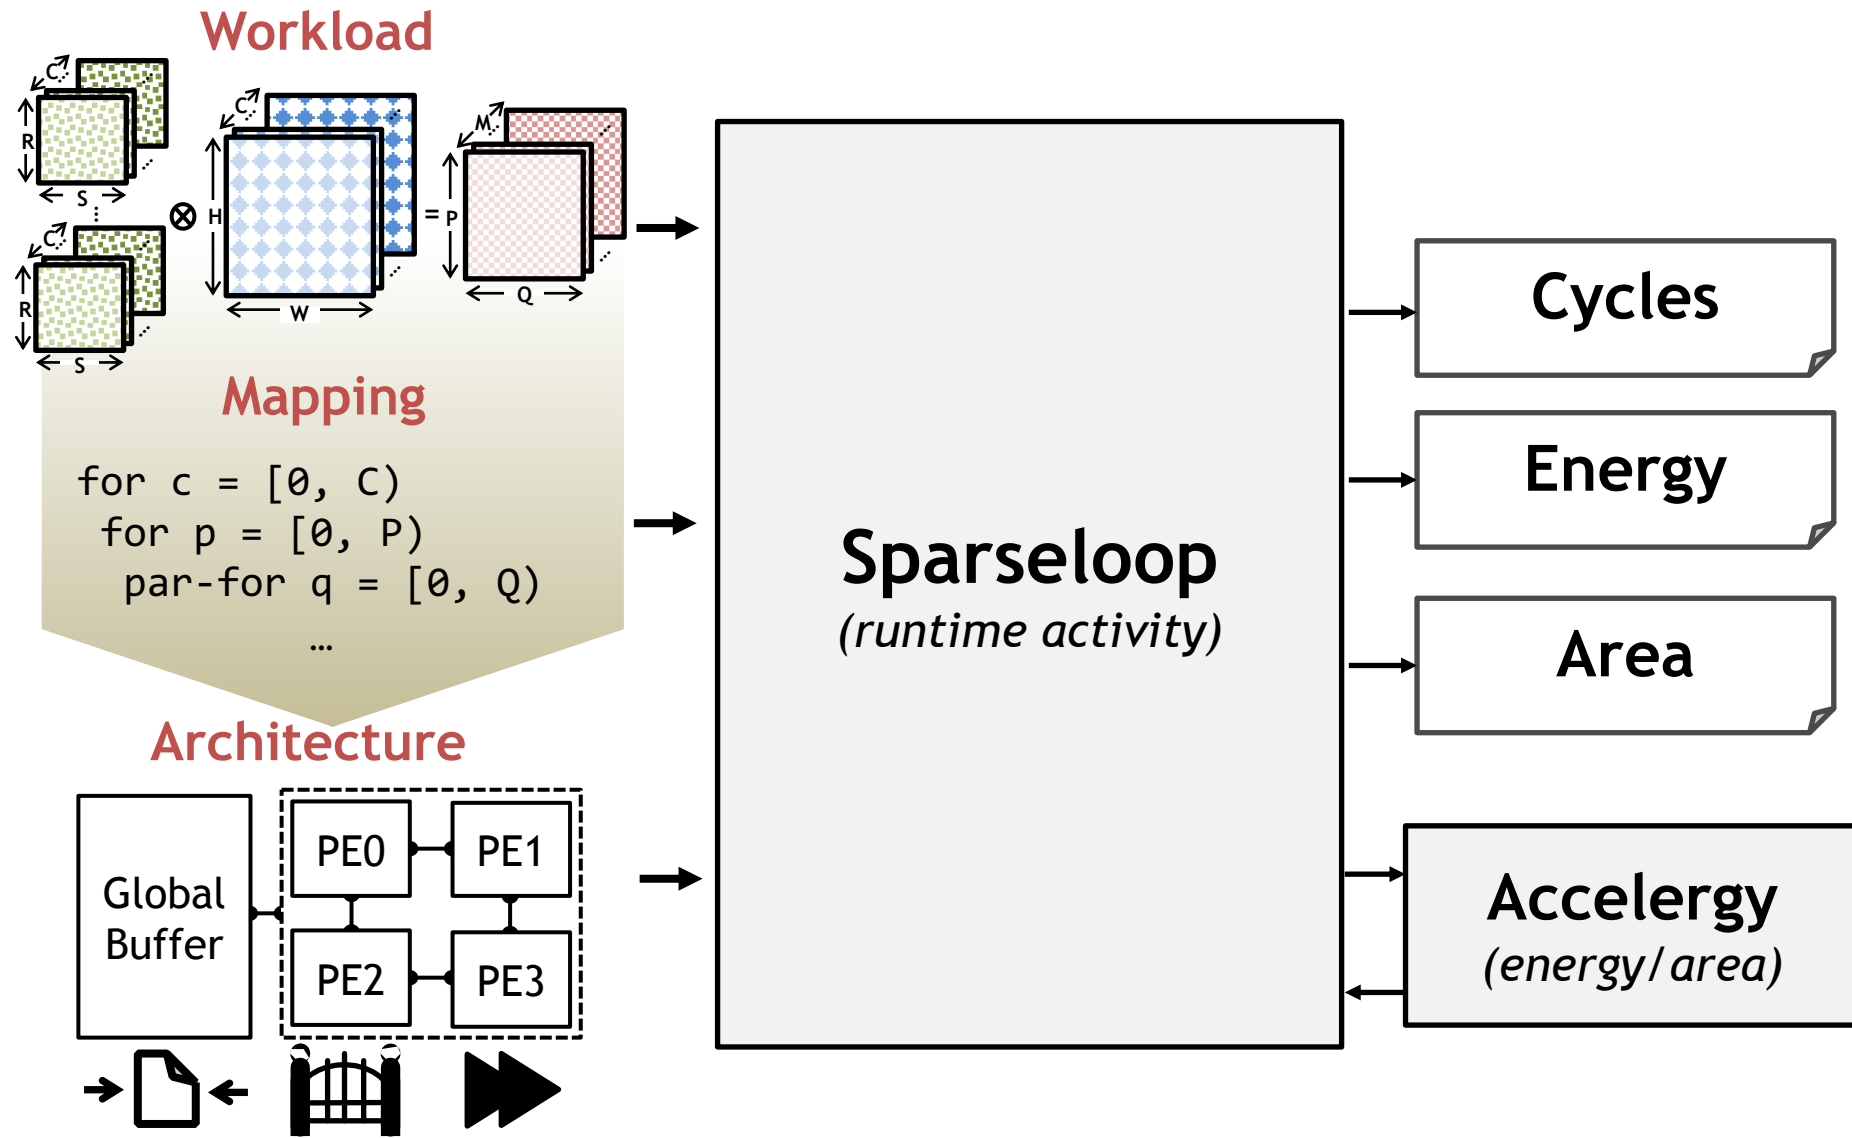 Workload
C
R
S
C
R
S
⊗
C
H
W
=
M
P
Q
Mapping
for c = [0, C)
for p = [0, P)
par-for q = [0, Q)
…
Architecture
Global
Buffer
PE0
PE1
PE2
PE3
Sparseloop
(runtime activity)
Cycles
Energy
Area
Accelergy
(energy/area)